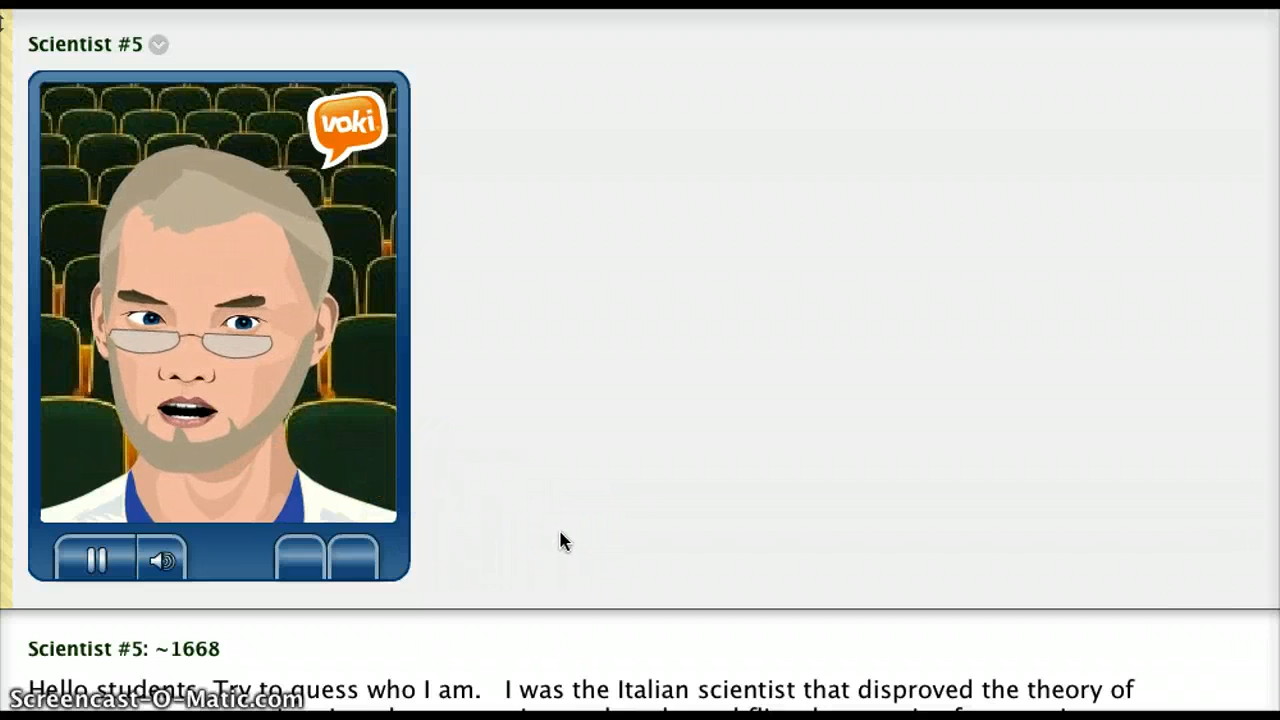 Scientist #5
voki
Scientist #5: ~1668
Hello students. Try to guess who I am. I was the Italian scientist that disproved the theory of
Screencast-O-Matic.com